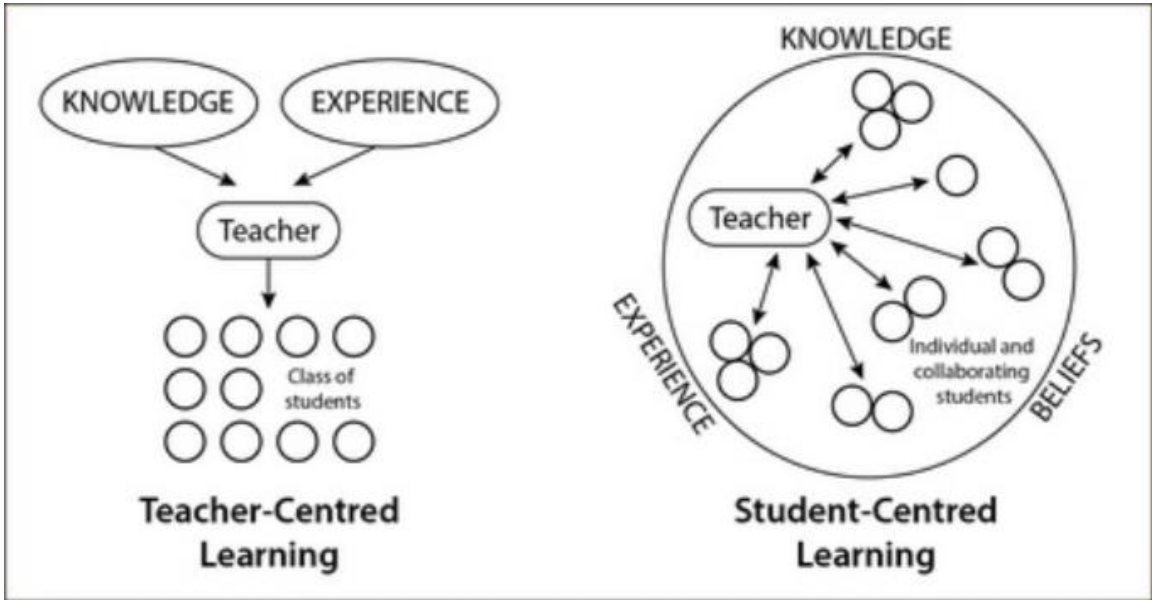 KNOWLEDGE
EXPERIENCE
Teacher
Class of
students
Teacher-Centred
Learning
KNOWLEDGE
Teacher
EXPERIENCE
Individual and
collaborating
students
BELIEFS
Student-Centred
Learning